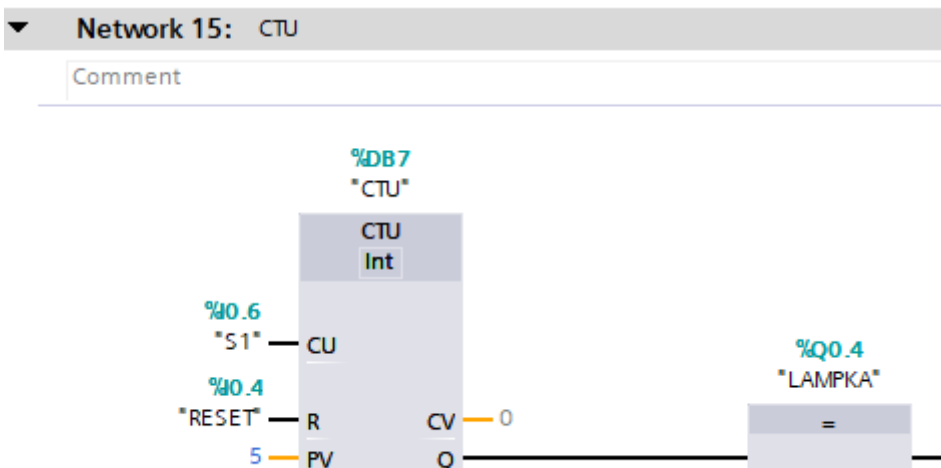 Network 15: CTU
Comment
%DB7
"CTU"
CTU
Int
%I0.6
"S1"
CU
%Q0.4
"LAMPKA"
=
%I0.4
"RESET"
R
CV
0
5
PV
Q